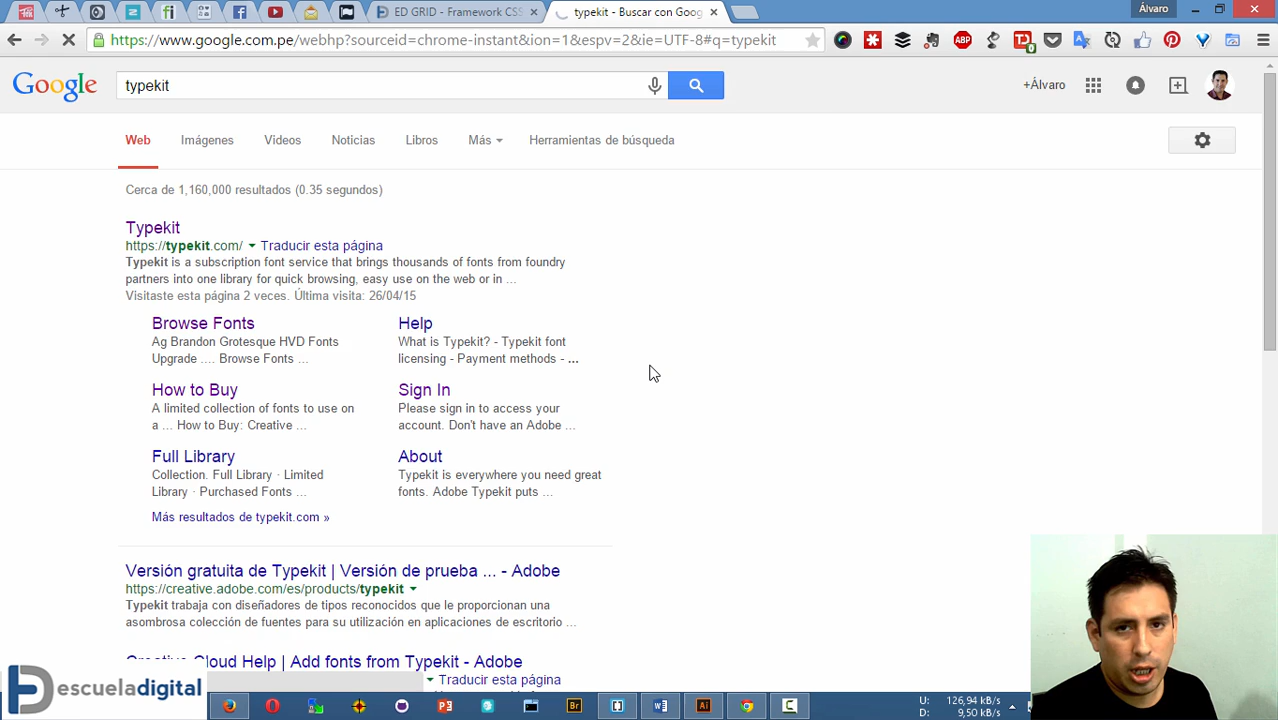 ED GRID - Framework CSS
typekit - Buscar con Goog
Álvaro
https://www.google.com.pe/webhp?sourceid=chrome-instant&ion=1&espv=2&ie=UTF-8#q=typekit
ABP
0
Google
typekit
+Álvaro
Web
Imágenes
Videos
Noticias
Libros
Más
Herramientas de búsqueda
Cerca de 1,160,000 resultados (0.35 segundos)
Typekit
https://typekit.com/ Traducir esta página
Typekit is a subscription font service that brings thousands of fonts from foundry
partners into one library for quick browsing, easy use on the web or in ...
Visitaste esta página 2 veces. Última visita: 26/04/15
Browse Fonts
Ag Brandon Grotesque HVD Fonts
Upgrade .... Browse Fonts ...
Help
What is Typekit? - Typekit font
licensing - Payment methods - ...
How to Buy
A limited collection of fonts to use on
a ... How to Buy: Creative ...
Sign In
Please sign in to access your
account. Don't have an Adobe ...
Full Library
Collection. Full Library · Limited
Library · Purchased Fonts ...
About
Typekit is everywhere you need great
fonts. Adobe Typekit puts ...
Más resultados de typekit.com »
Versión gratuita de Typekit | Versión de prueba ... - Adobe
https://creative.adobe.com/es/products/typekit
Typekit trabaja con diseñadores de tipos reconocidos que le proporcionan una
asombrosa colección de fuentes para su utilización en aplicaciones de escritorio ...
Creative Cloud Help | Add fonts from Typekit - Adobe
Traducir esta página
escueladigital
Br
Ai
U: 126,94 kB/s
D: 9,50 kB/s